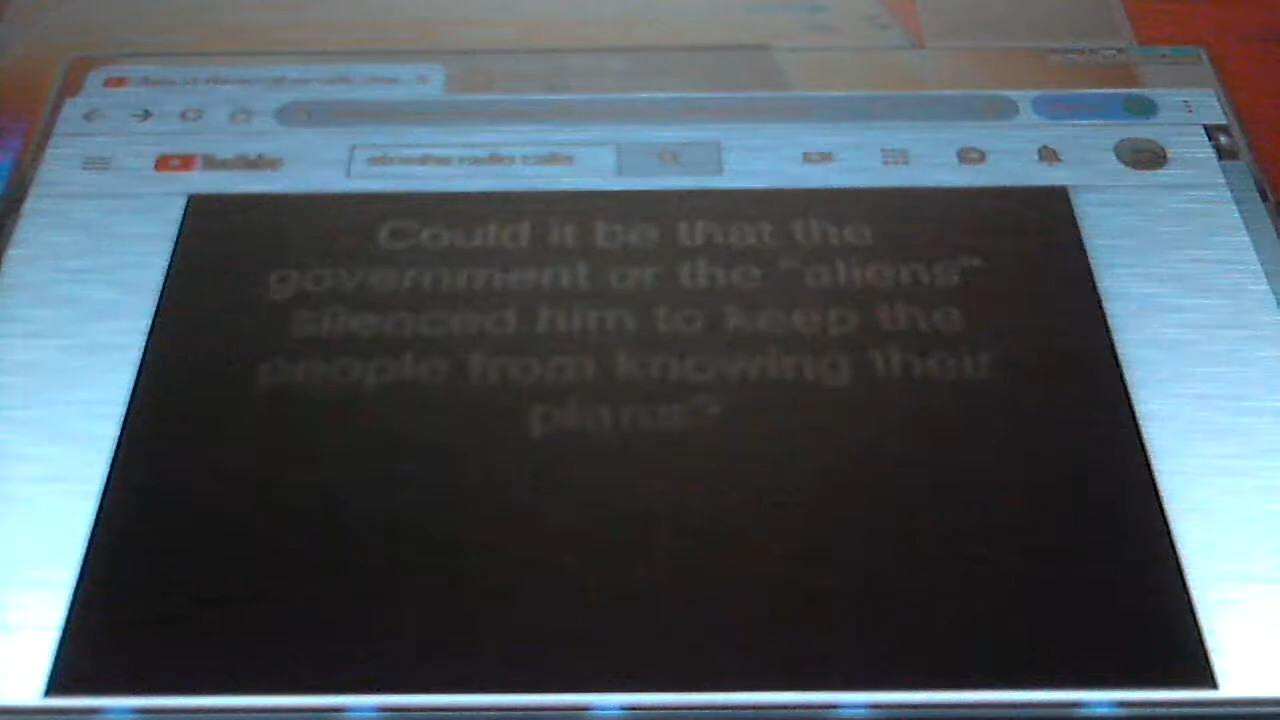 YouTube
Could it be that the
government or the "aliens"
silenced him to keep the
people from knowing their
plans?